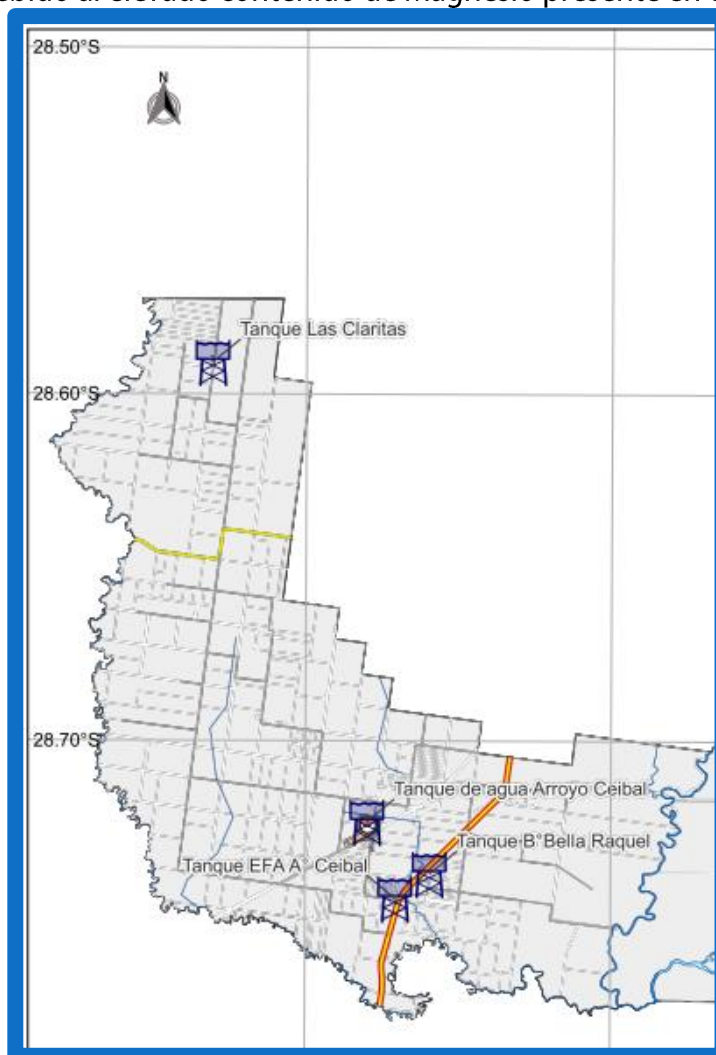 28.50°S
N
Tanque Las Claritas
28.60°S
28.70°S
Tanque de agua Arroyo Ceibal
Tanque B°Bella Raquel
Tanque EFA A° Ceibal